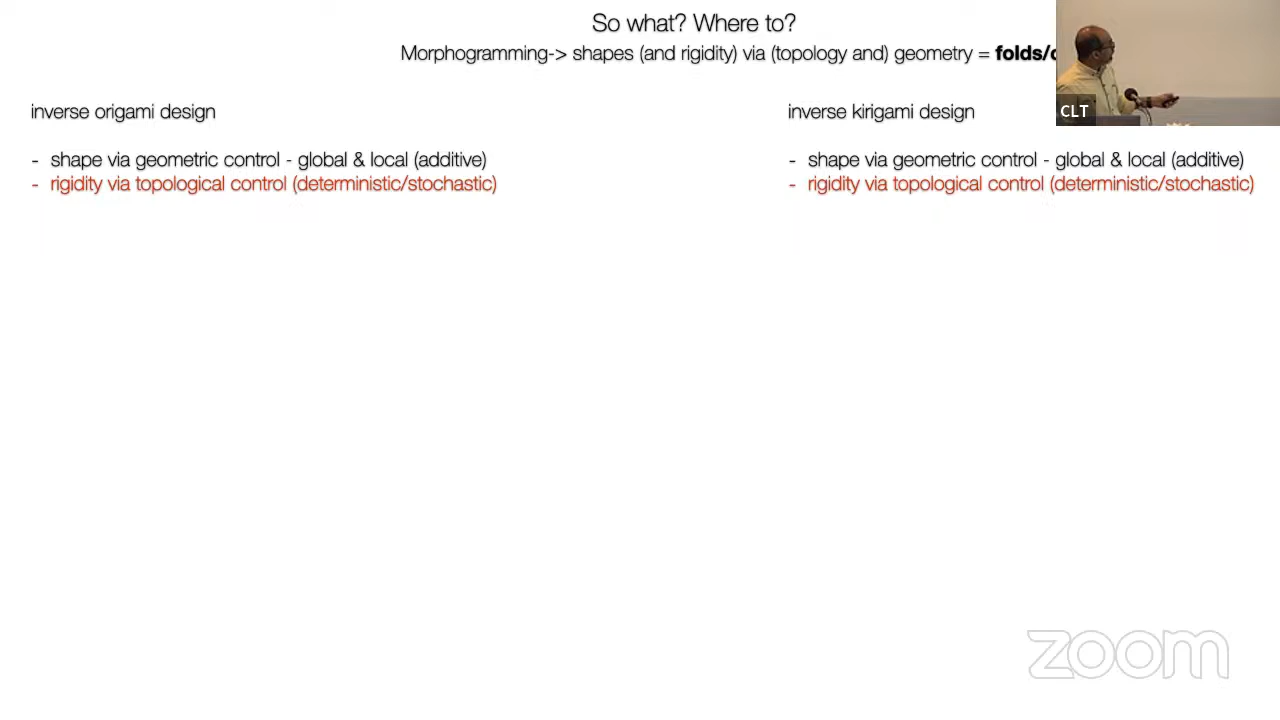 So what? Where to?
Morphogramming-> shapes (and rigidity) via (topology and) geometry = folds/
CLT
inverse origami design
- shape via geometric control - global & local (additive)
- rigidity via topological control (deterministic/stochastic)
inverse kirigami design
- shape via geometric control - global & local (additive)
- rigidity via topological control (deterministic/stochastic)
zoom